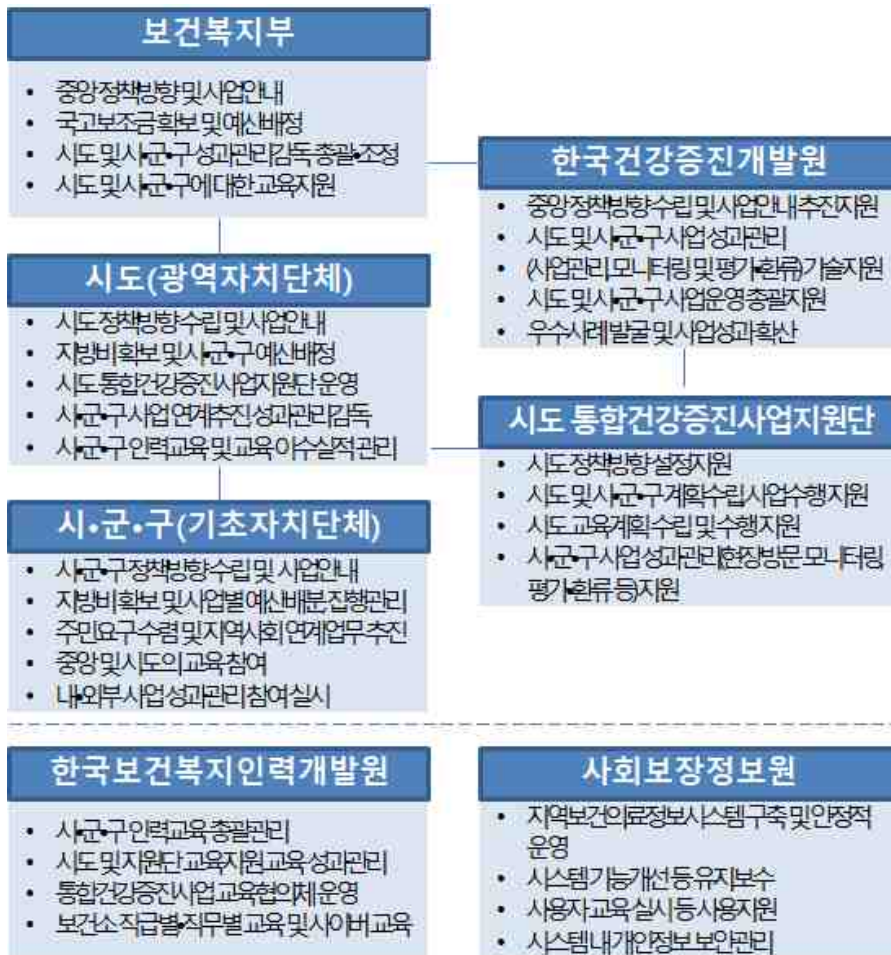 보건복지부
• 중앙정책방향 및 사업안내
• 국고보조금 확보 및 예산배정
• 시도 및 시•군•구 성과관리감독 총괄•조정
• 시도 및 시•군•구에 대한 교육지원
한국건강증진개발원
• 중앙정책방향 수립 및 사업안내 추진지원
• 시도 및 시•군•구 사업 성과관리
• (사업관리, 모니터링 및 평가•환류) 기술지원
• 시도 및 시•군•구 사업운영 총괄지원
• 우수사례 발굴 및 사업성과 확산
시도(광역자치단체)
• 시도 정책방향 수립 및 사업안내
• 지방비 확보 및 시•군•구 예산배정
• 시도 통합건강증진사업지원단 운영
• 시•군•구 사업 연계추진 성과관리감독
• 시•군•구 인력교육 및 교육 이수실적 관리
시도 통합건강증진사업지원단
• 시도 정책방향 설정지원
• 시도 및 시•군•구 계획수립, 사업수행 지원
• 시도 교육계획 수립 및 수행지원
• 시•군•구 사업 성과관리(현장방문, 모니터링,
평가•환류 등)지원
시•군•구(기초자치단체)
• 시•군•구 정책방향 수립 및 사업안내
• 지방비 확보 및 사업별 예산배분, 집행관리
• 주민요구 수렴 및 지역사회 연계업무 추진
• 중앙 및 시도의 교육 참여
• 내•외부 사업 성과관리 참여 실시
한국보건복지인력개발원
• 시•군•구 인력교육 총괄관리
• 시도 및 지원단 교육지원, 교육 성과관리
• 통합건강증진사업 교육협의체 운영
• 보건소 직급별•직무별 교육 및 사이버 교육
사회보장정보원
• 지역보건의료정보시스템 구축 및 안정적
운영
• 시스템 기능개선 등 유지보수
• 사용자 교육 실시 등 사용지원
• 시스템 내 개인정보 보안관리